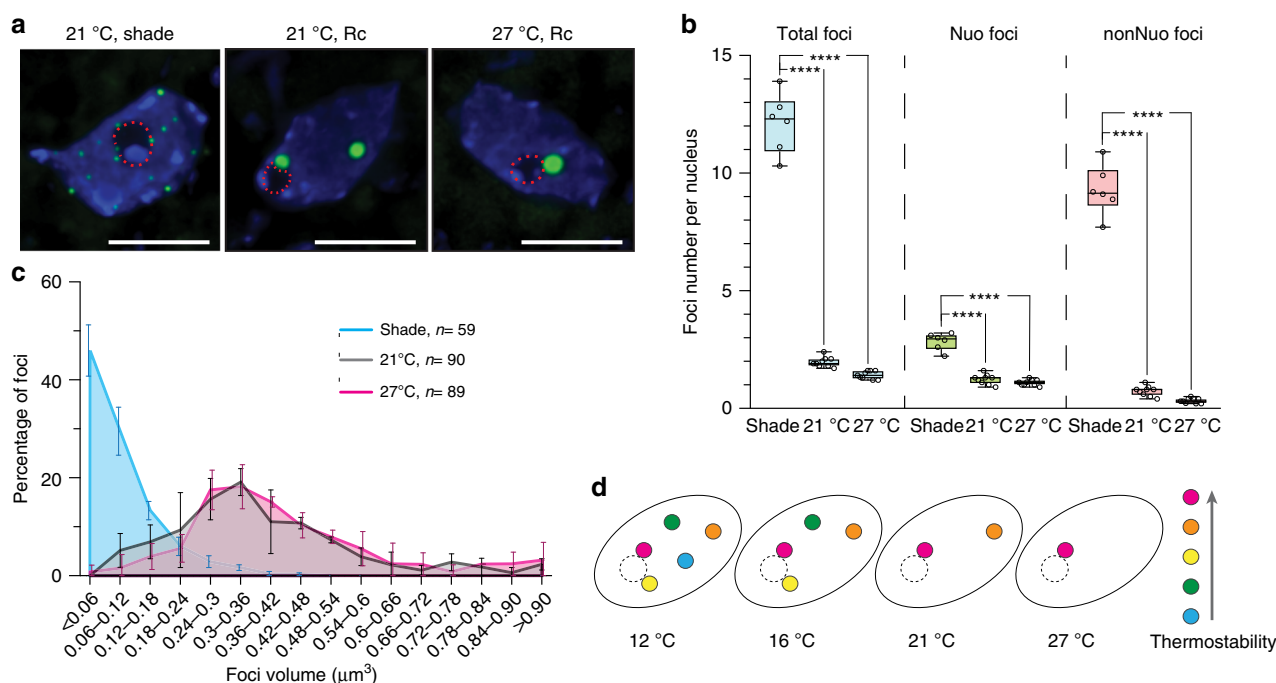 a
21 °C, shade
21 °C, Rc
27 °C, Rc
b
Total foci
Nuo foci
nonNuo foci
Foci number per nucleus
15
10
5
0
****
****
****
****
****
****
Shade 21 °C 27 °C
Shade 21 °C 27 °C
Shade 21 °C 27 °C
c
Percentage of foci
60
40
20
0
Shade, n= 59
21°C, n= 90
27°C, n= 89
<0.06
0.06–0.12
0.12–0.18
0.18–0.24
0.24–0.3
0.3–0.36
0.36–0.42
0.42–0.48
0.48–0.54
0.54–0.6
0.6–0.66
0.66–0.72
0.72–0.78
0.78–0.84
0.84–0.90
>0.90
Foci volume (μm³)
d
12 °C
16 °C
21 °C
27 °C
Thermostability